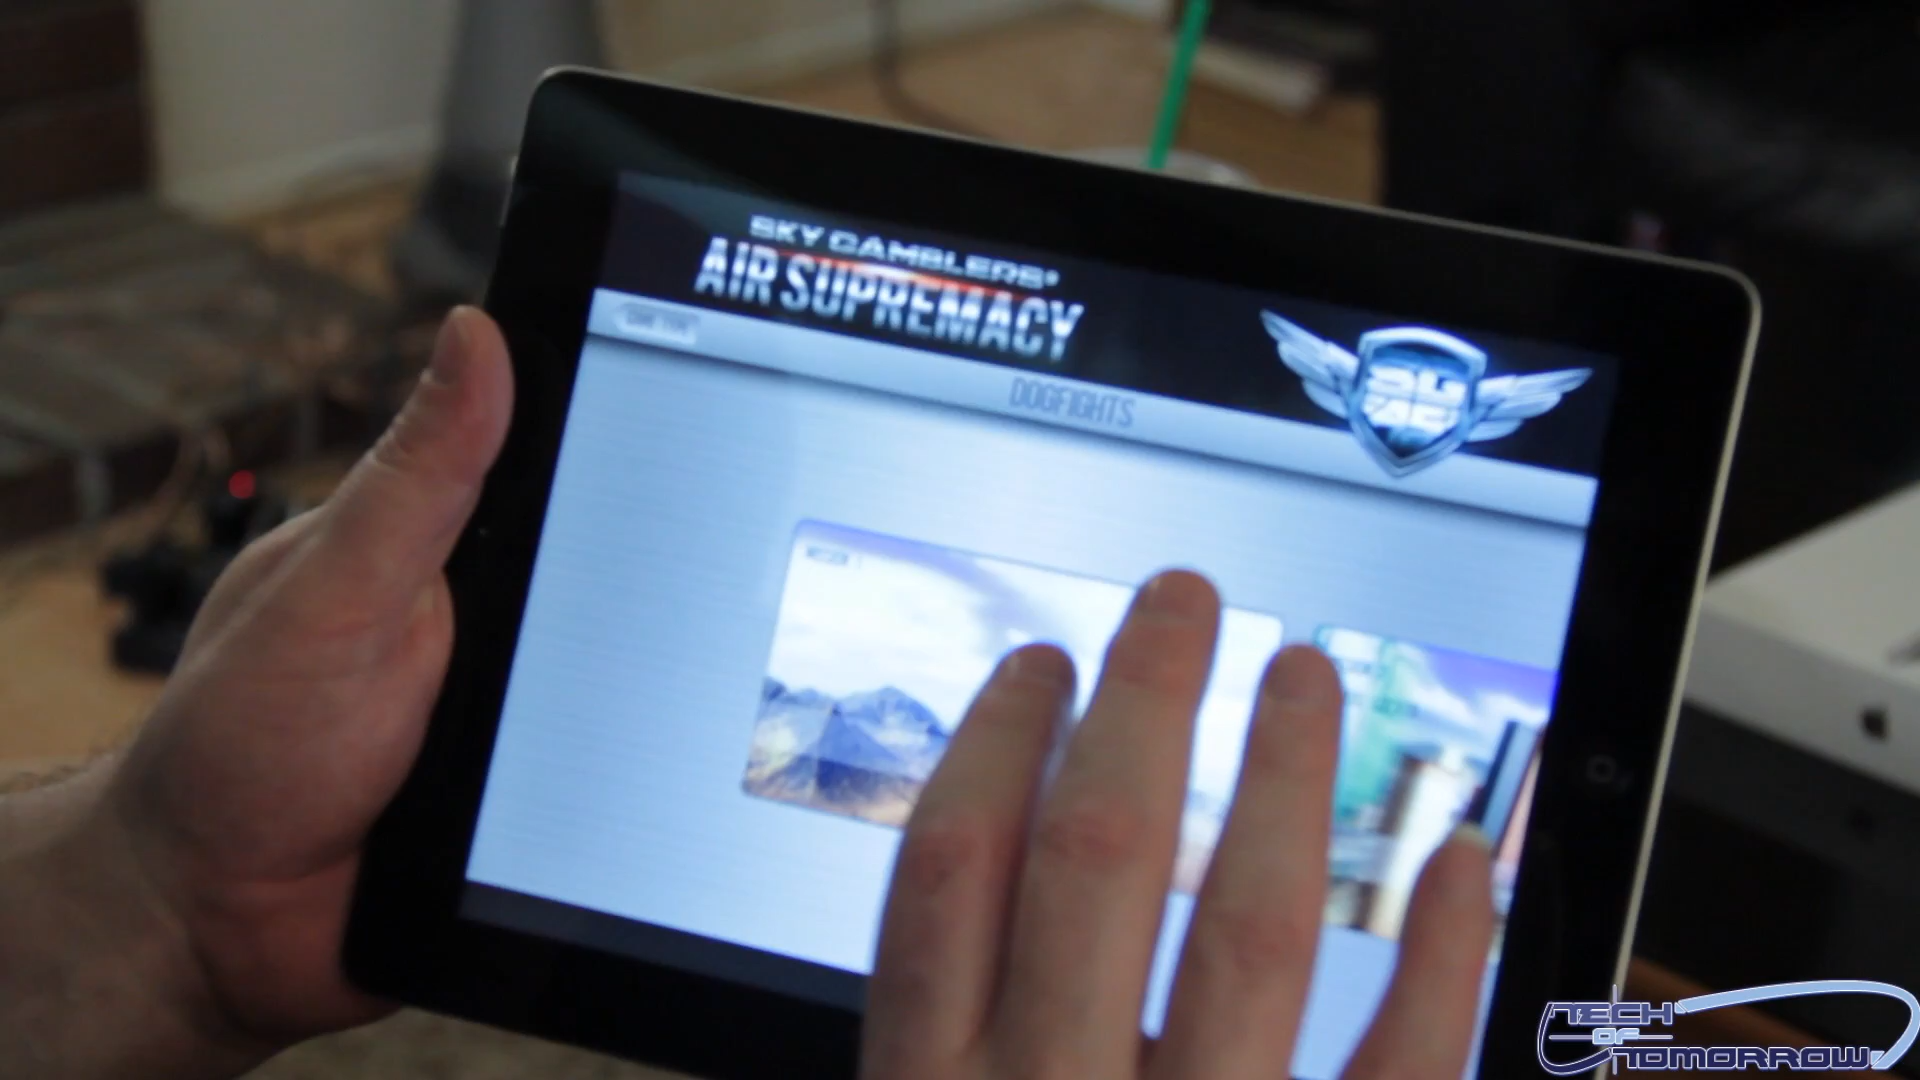 SKY GAMBLERS
AIR SUPREMACY
DOGFIGHTS
TECH
OF
TOMORROW